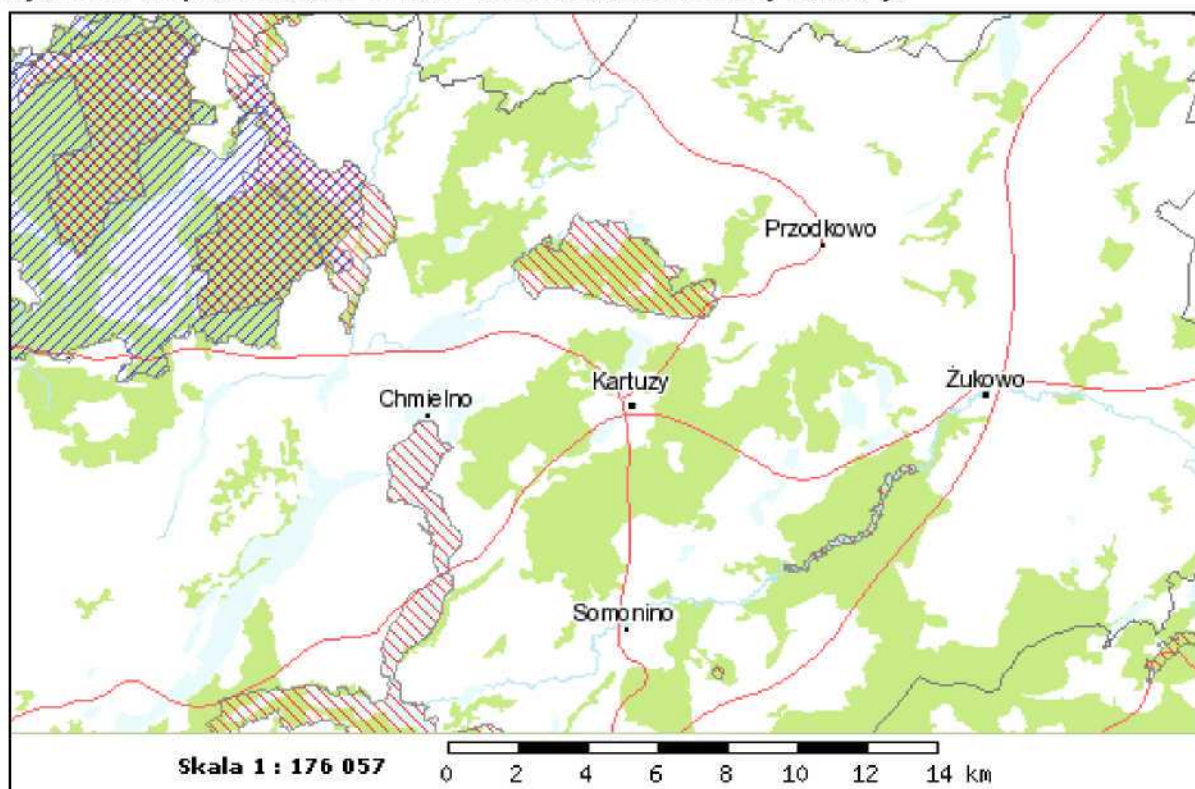 Przodkowo
Kartuzy
Żukowo
Chmielno
Somonino
Skala 1 : 176 057
0 2 4 6 8 10 12 14 km